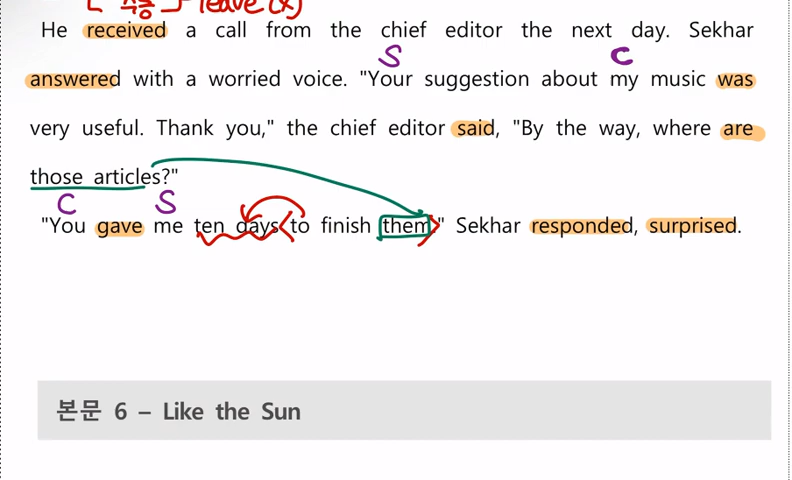 leave (X)
He received a call from the chief editor the next day. Sekhar
S
C
answered with a worried voice. "Your suggestion about my music was
very useful. Thank you," the chief editor said, "By the way, where are
those articles?"
C
S
"You gave me ten days to finish them" Sekhar responded, surprised.
본문 6 – Like the Sun